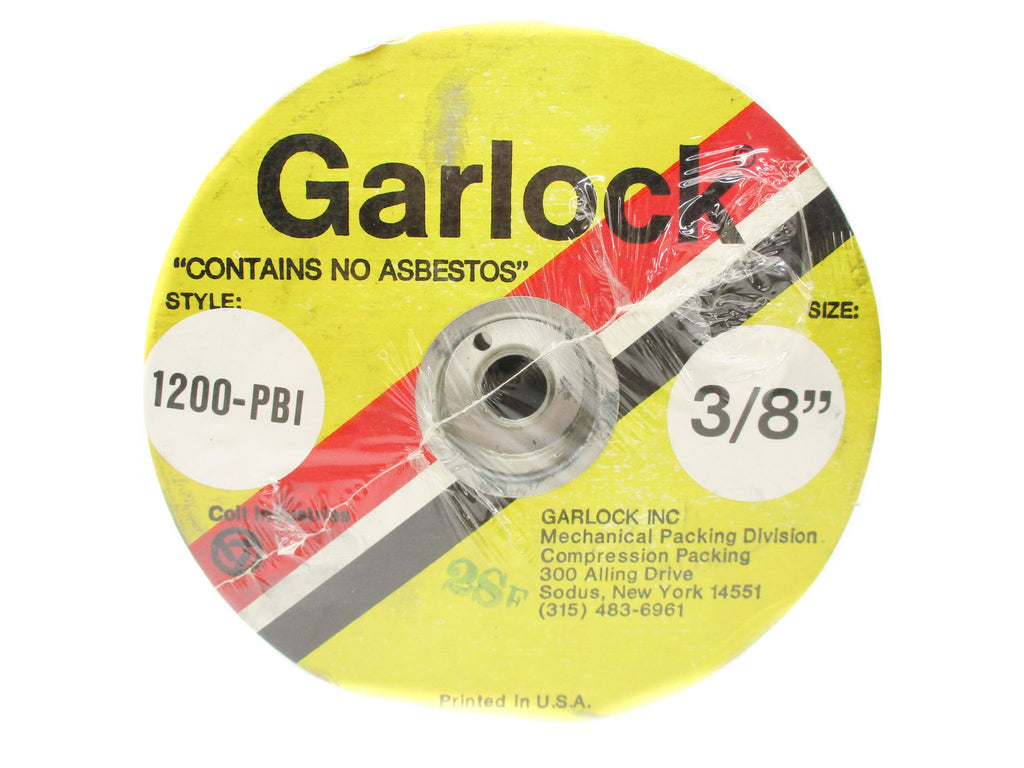 Garlock®
"CONTAINS NO ASBESTOS"
STYLE:
SIZE:
1200-PBI
3/8”
Colt Industries
GARLOCK INC
Mechanical Packing Division
Compression Packing
300 Alling Drive
Sodus, New York 14551
(315) 483-6961
26F
Printed in U.S.A.